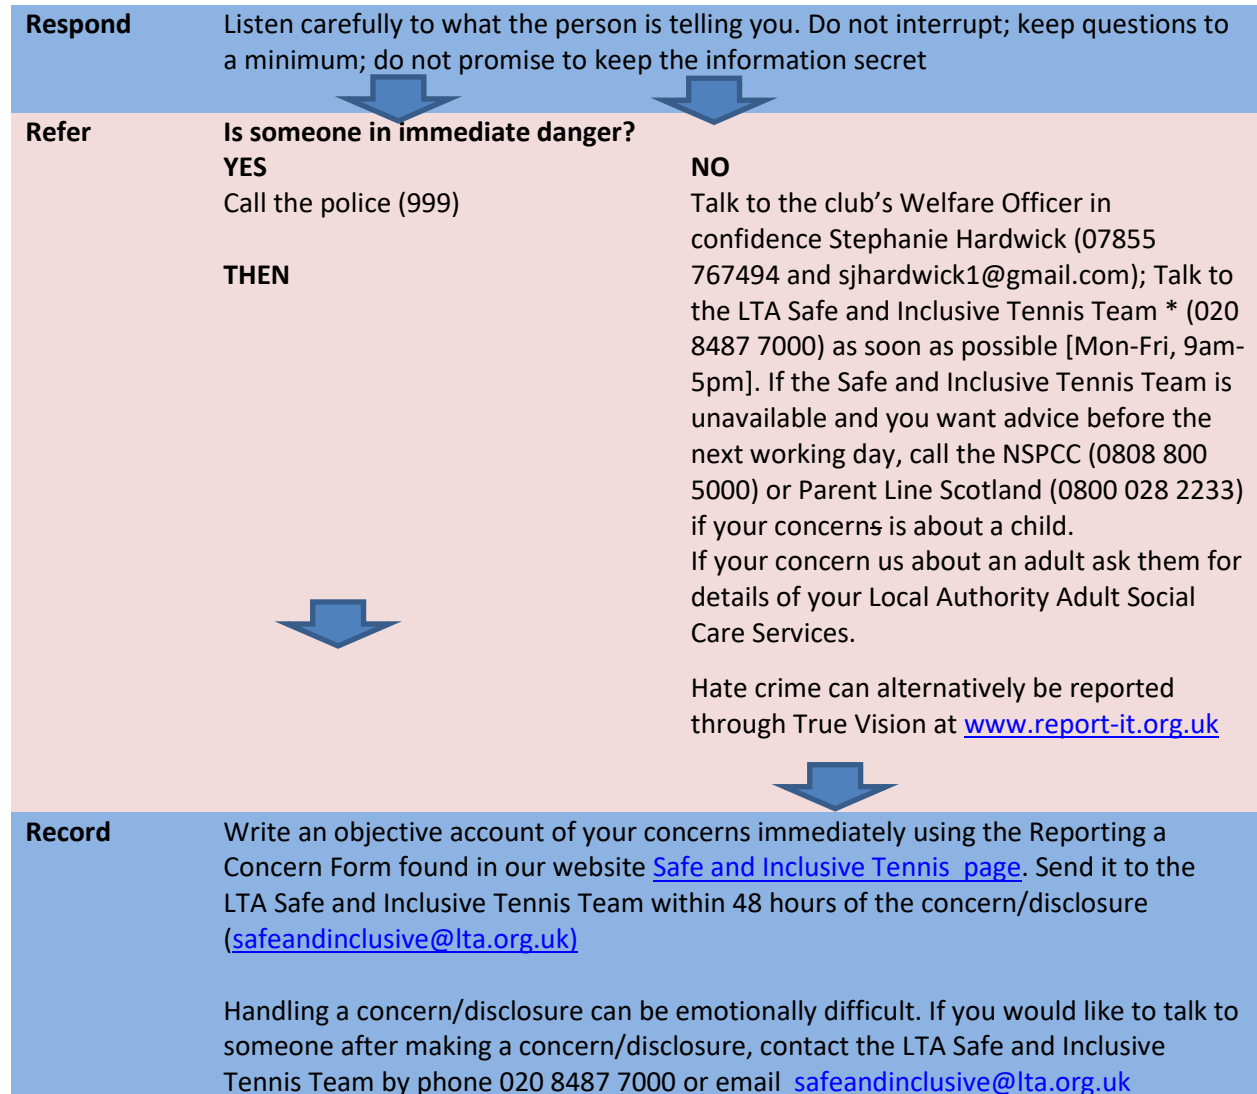 Respond
Listen carefully to what the person is telling you. Do not interrupt; keep questions to
a minimum; do not promise to keep the information secret
Refer
Is someone in immediate danger?
YES
Call the police (999)
THEN
NO
Talk to the club’s Welfare Officer in
confidence Stephanie Hardwick (07855
767494 and sjhardwick1@gmail.com); Talk to
the LTA Safe and Inclusive Tennis Team * (020
8487 7000) as soon as possible [Mon-Fri, 9am-
5pm]. If the Safe and Inclusive Tennis Team is
unavailable and you want advice before the
next working day, call the NSPCC (0808 800
5000) or Parent Line Scotland (0800 028 2233)
if your concerns is about a child.
If your concern us about an adult ask them for
details of your Local Authority Adult Social
Care Services.
Hate crime can alternatively be reported
through True Vision at www.report-it.org.uk
Record
Write an objective account of your concerns immediately using the Reporting a
Concern Form found in our website Safe and Inclusive Tennis  page. Send it to the
LTA Safe and Inclusive Tennis Team within 48 hours of the concern/disclosure
(safeandinclusive@lta.org.uk)
Handling a concern/disclosure can be emotionally difficult. If you would like to talk to
someone after making a concern/disclosure, contact the LTA Safe and Inclusive
Tennis Team by phone 020 8487 7000 or email  safeandinclusive@lta.org.uk